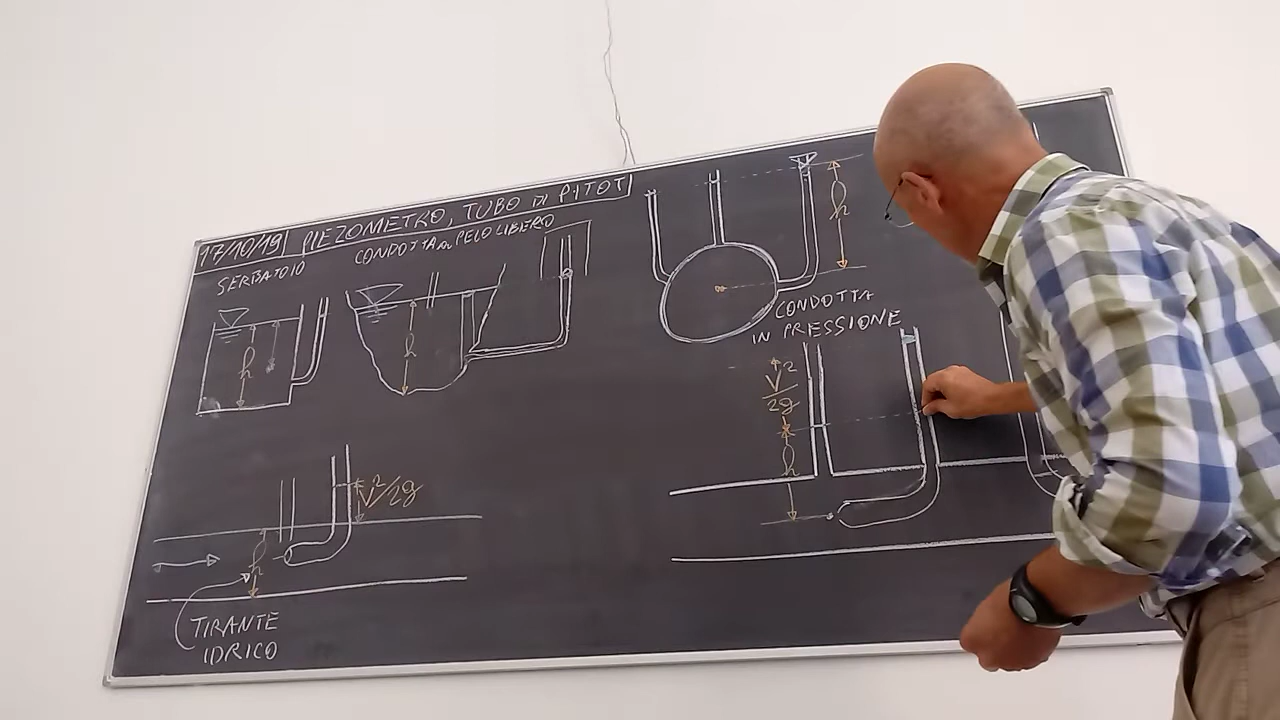 17/10/19 PIEZOMETRO, TUBO DI PITOT
SERBATOIO
CONDOTTA A PELO LIBERO
h
h
h
CONDOTTA
IN PRESSIONE
V²
2g
h
V²/2g
h
TIRANTE
IDRICO